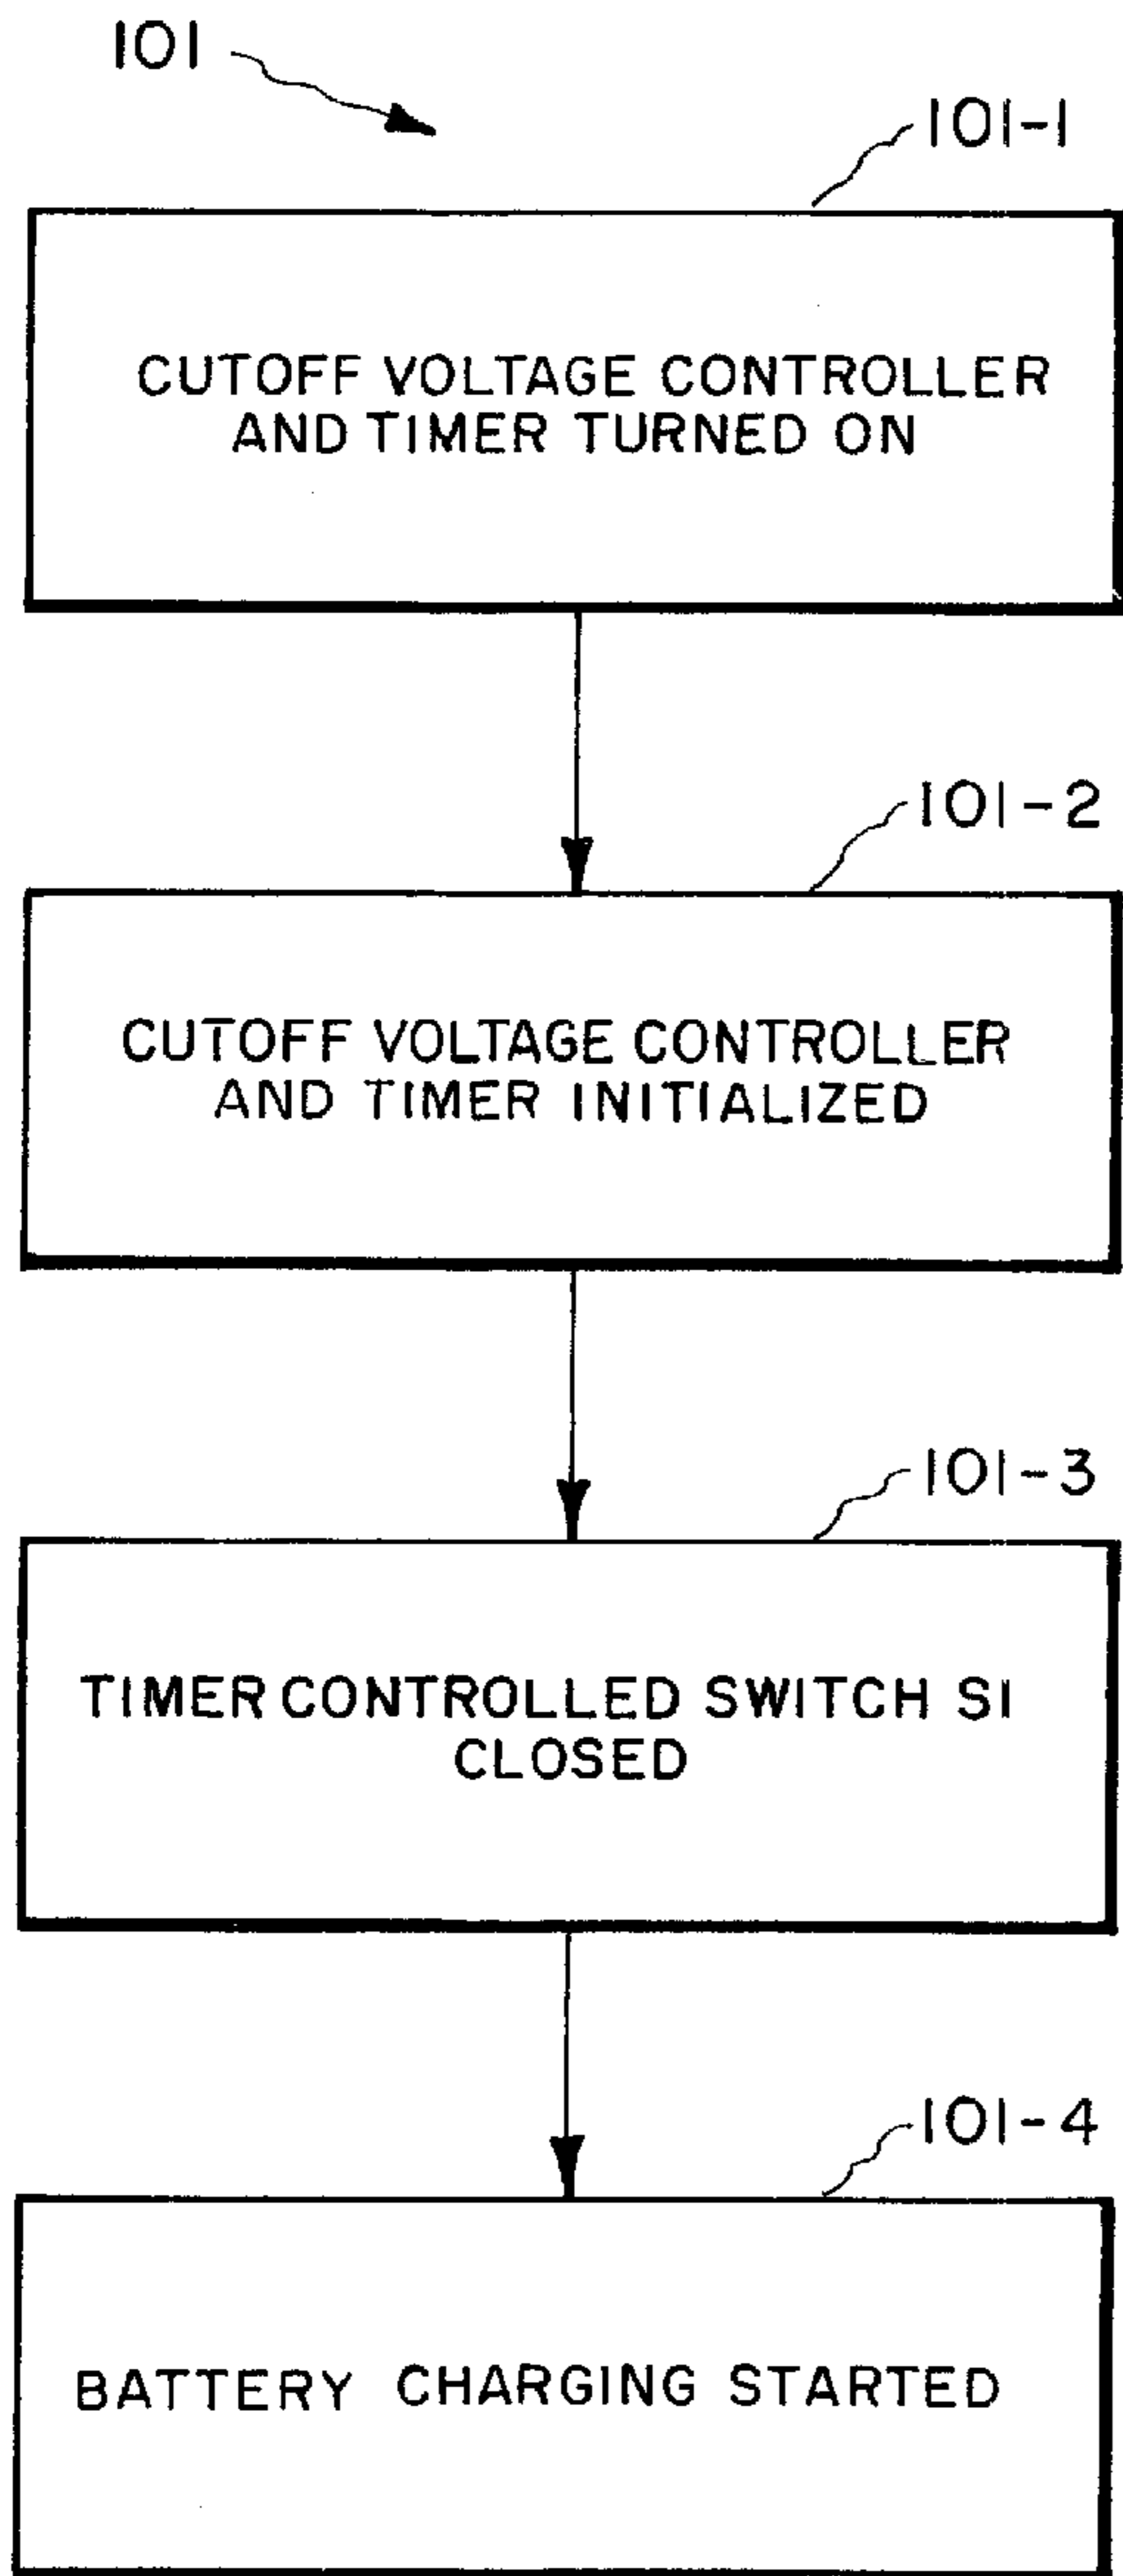 101
101-1
CUTOFF VOLTAGE CONTROLLER
AND TIMER TURNED ON
101-2
CUTOFF VOLTAGE CONTROLLER
AND TIMER INITIALIZED
101-3
TIMER CONTROLLED SWITCH S1
CLOSED
101-4
BATTERY CHARGING STARTED